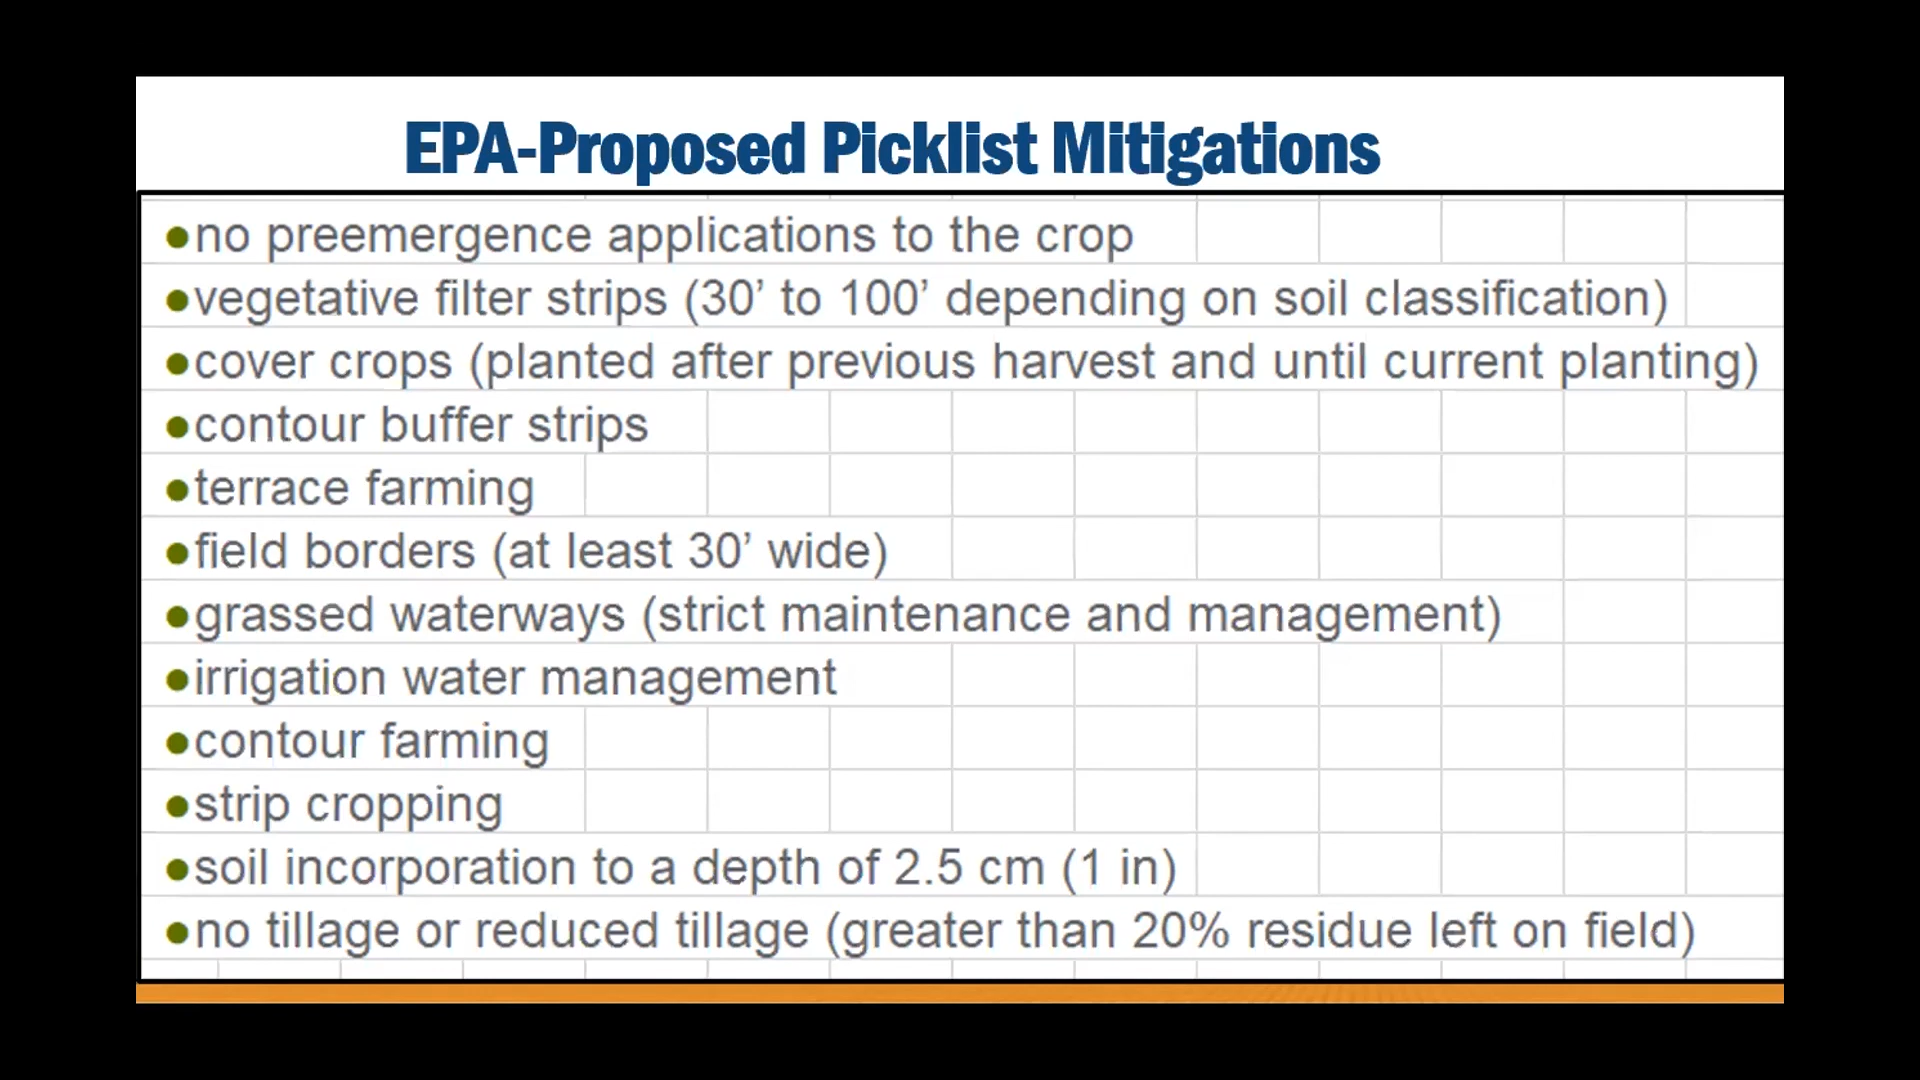 EPA-Proposed Picklist Mitigations
●no preemergence applications to the crop
●vegetative filter strips (30’ to 100’ depending on soil classification)
●cover crops (planted after previous harvest and until current planting)
●contour buffer strips
●terrace farming
●field borders (at least 30’ wide)
●grassed waterways (strict maintenance and management)
●irrigation water management
●contour farming
●strip cropping
●soil incorporation to a depth of 2.5 cm (1 in)
●no tillage or reduced tillage (greater than 20% residue left on field)